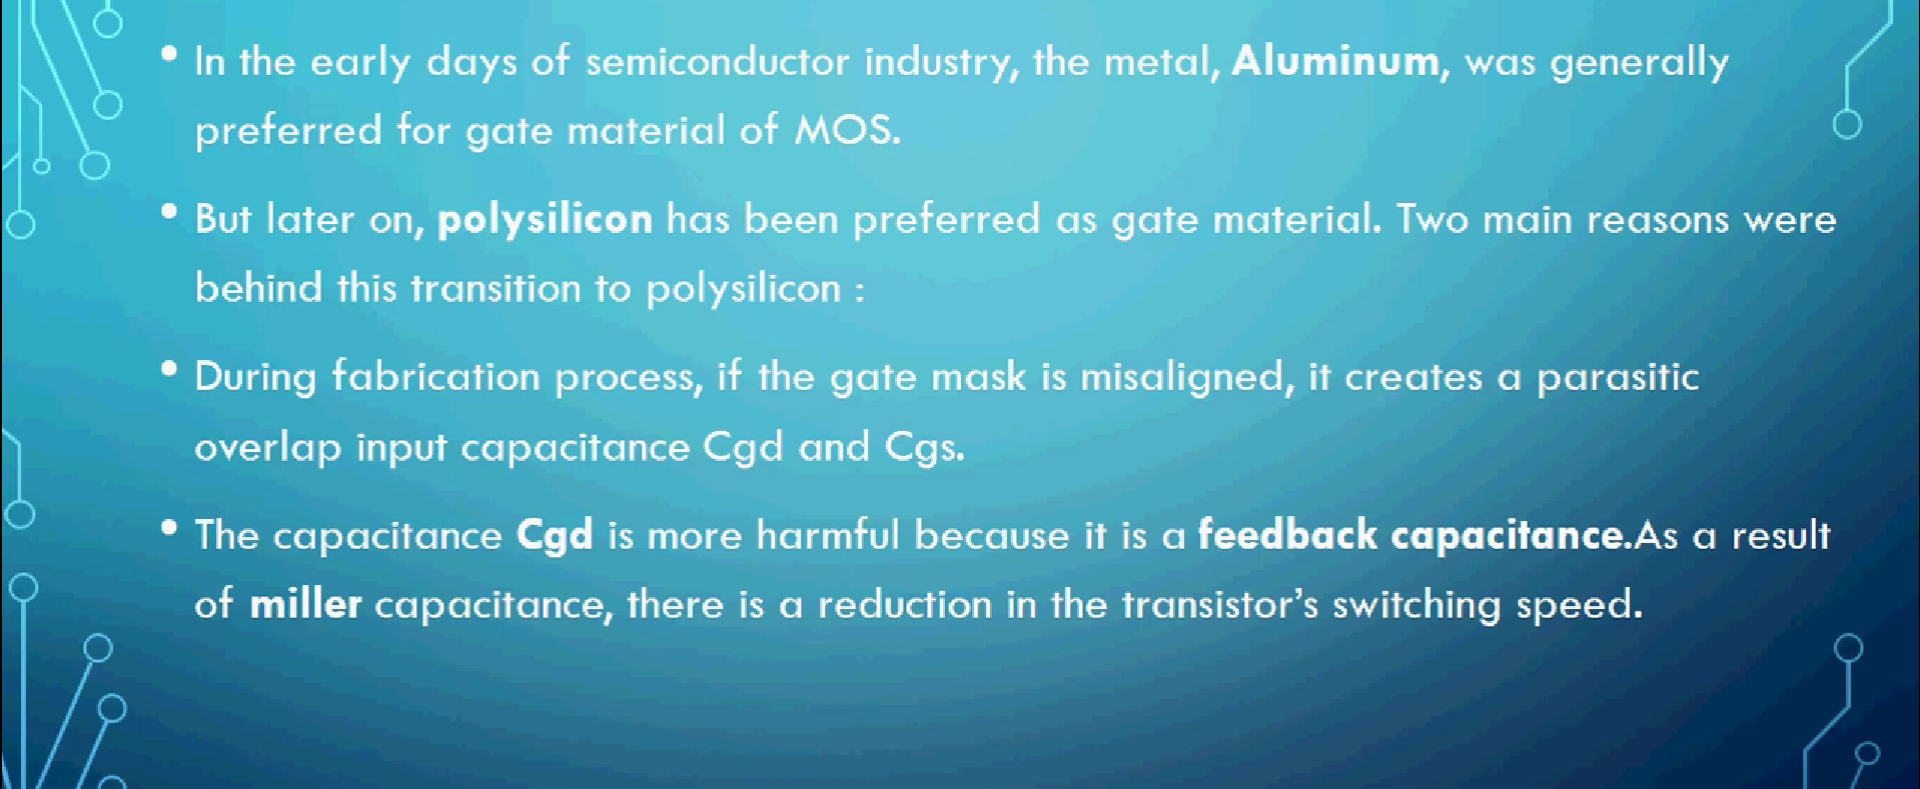 • In the early days of semiconductor industry, the metal, Aluminum, was generally
preferred for gate material of MOS.
• But later on, polysilicon has been preferred as gate material. Two main reasons were
behind this transition to polysilicon :
• During fabrication process, if the gate mask is misaligned, it creates a parasitic
overlap input capacitance Cgd and Cgs.
• The capacitance Cgd is more harmful because it is a feedback capacitance.As a result
of miller capacitance, there is a reduction in the transistor’s switching speed.